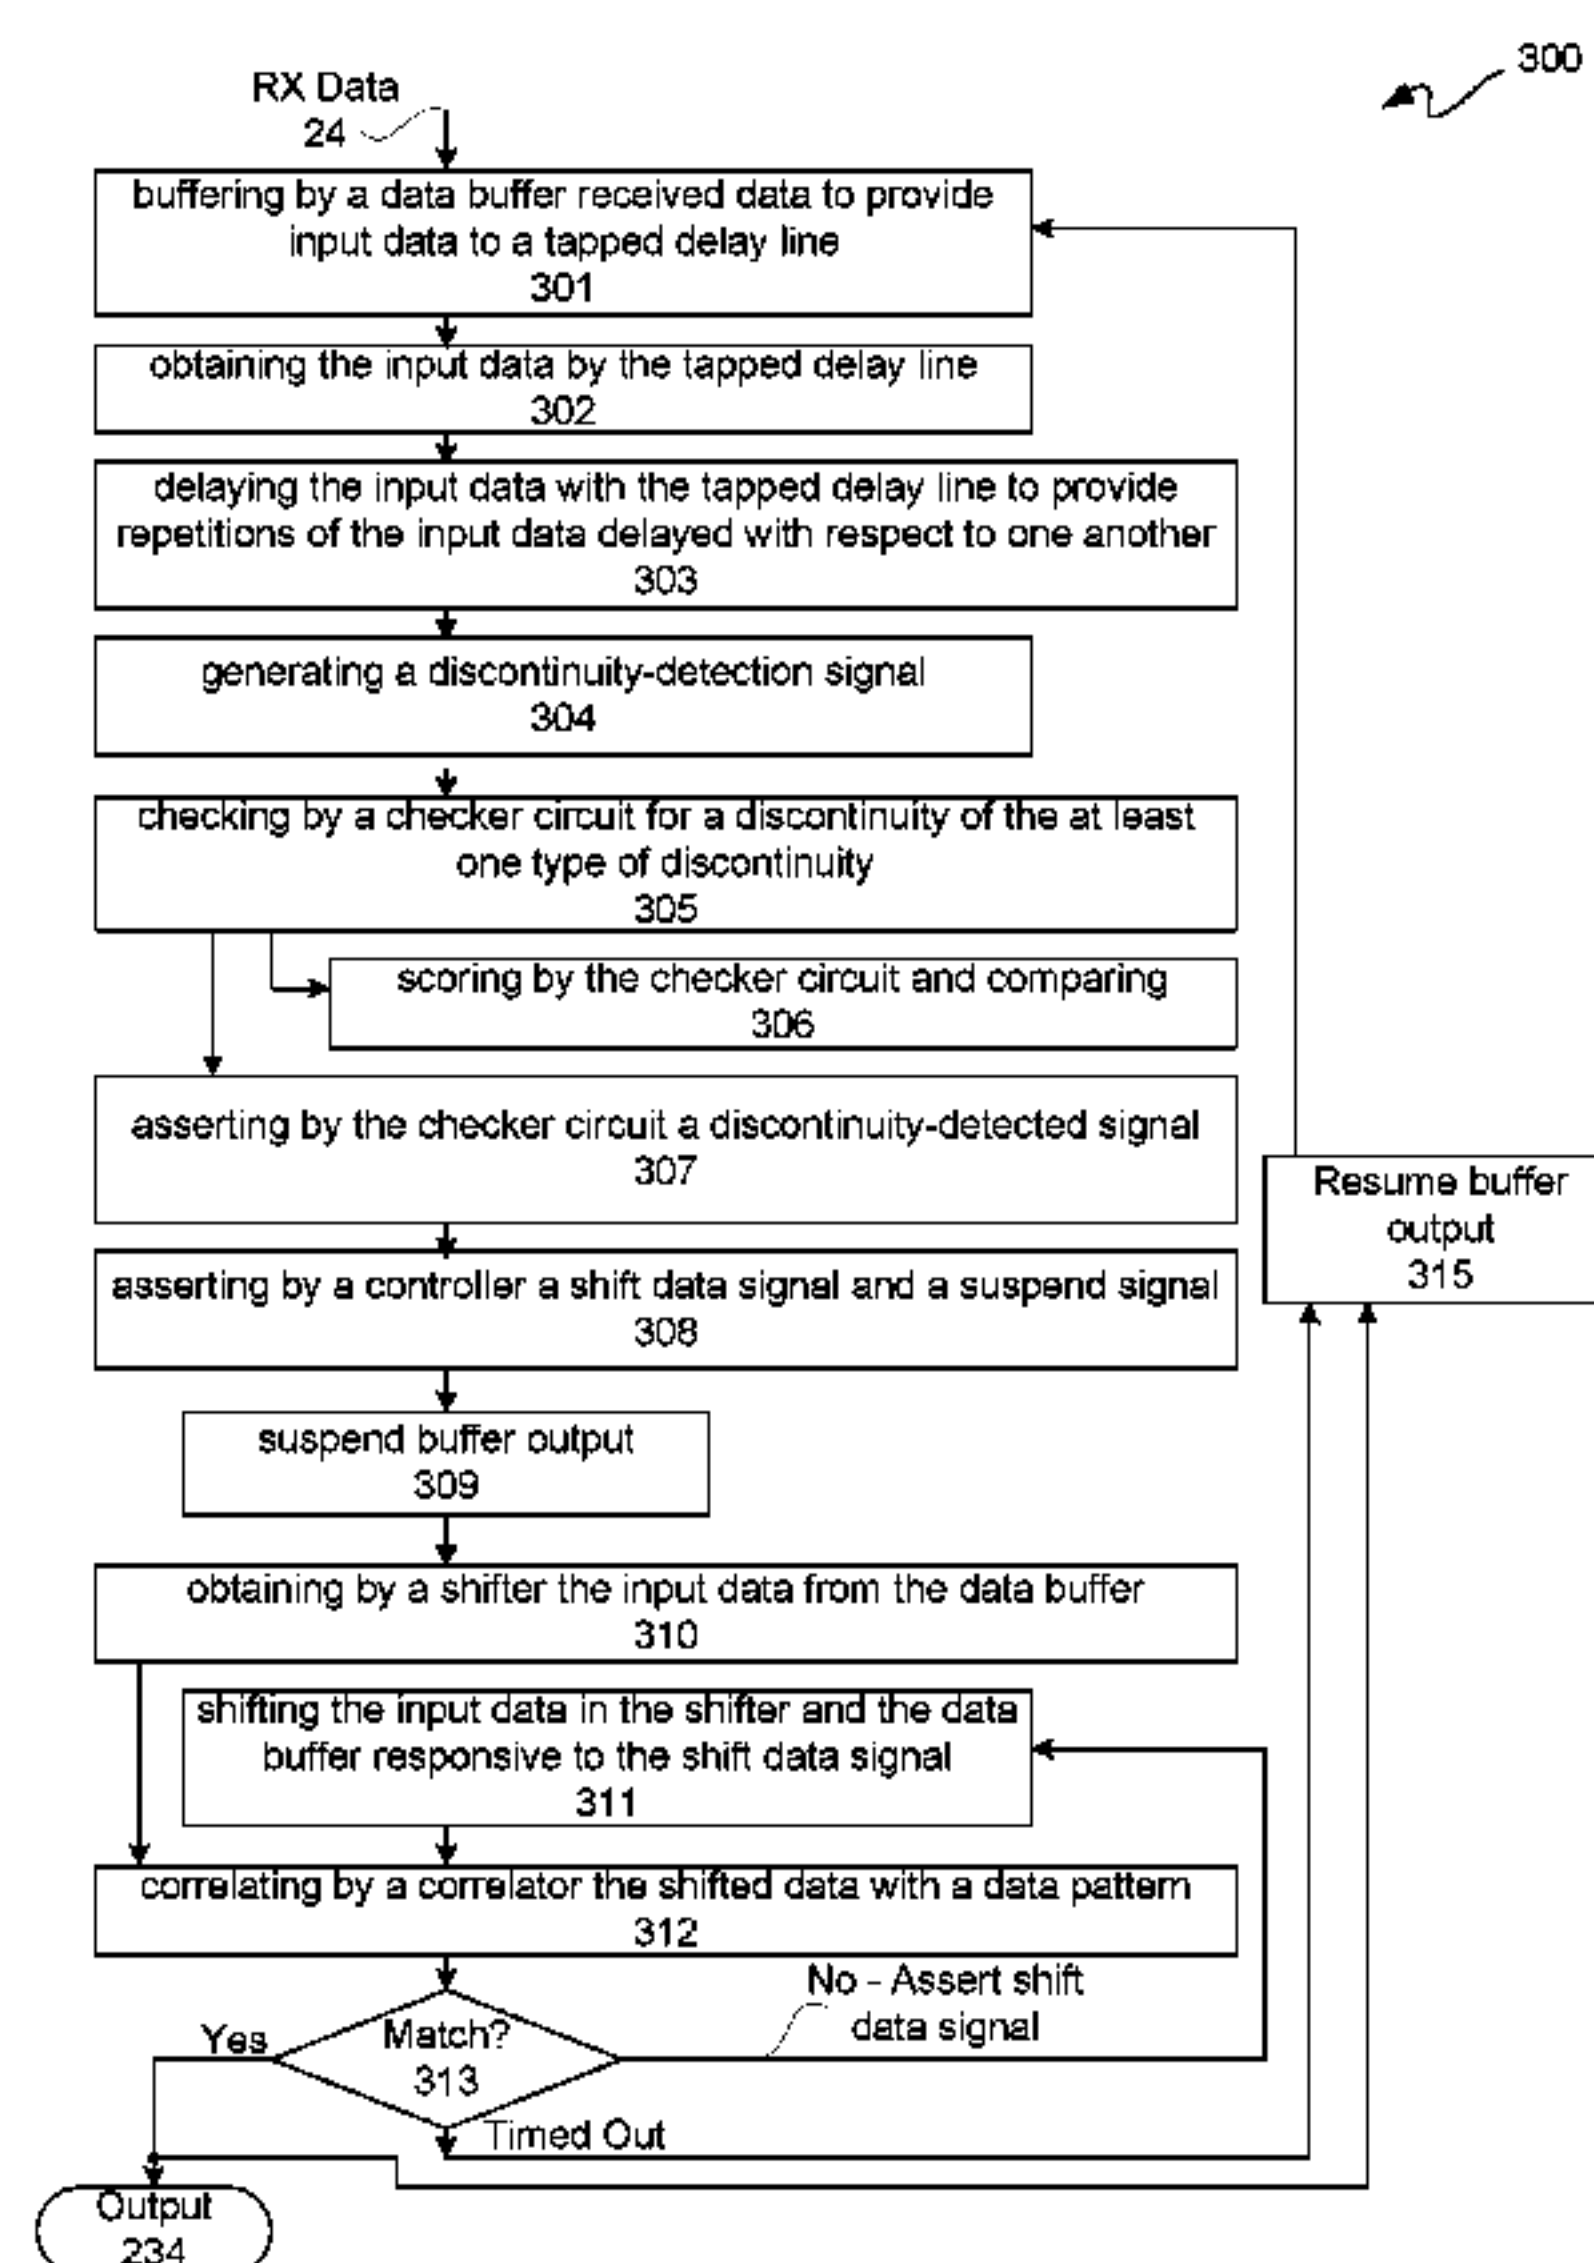 300
RX Data
24
buffering by a data buffer received data to provide
input data to a tapped delay line
301
obtaining the input data by the tapped delay line
302
delaying the input data with the tapped delay line to provide
repetitions of the input data delayed with respect to one another
303
generating a discontinuity-detection signal
304
checking by a checker circuit for a discontinuity of the at least
one type of discontinuity
305
scoring by the checker circuit and comparing
306
asserting by the checker circuit a discontinuity-detected signal
307
Resume buffer
output
315
asserting by a controller a shift data signal and a suspend signal
308
suspend buffer output
309
obtaining by a shifter the input data from the data buffer
310
shifting the input data in the shifter and the data
buffer responsive to the shift data signal
311
correlating by a correlator the shifted data with a data pattern
312
No - Assert shift
data signal
Yes
Match?
313
Timed Out
Output
234